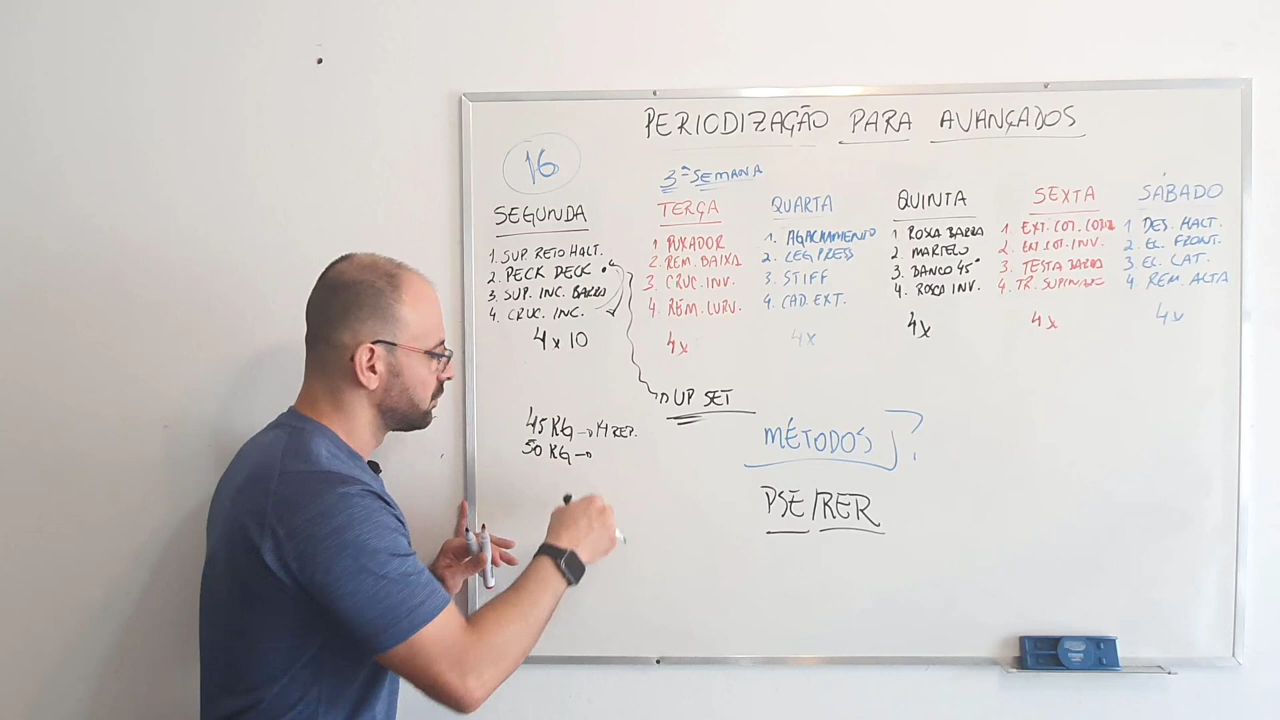 PERIODIZAÇÃO PARA AVANÇADOS
16
3ª SEMANA
SEGUNDA
1. SUP. RETO HALT.
2. PECK DECK
3. SUP. INC. BARRA
4. CRUC. INC.
4 x 10
TERÇA
1 PUXADOR
2. REM. BAIXA
3. CRUC. INV.
4. REM. CURV.
4x
QUARTA
1. AGACHAMENTO
2. LEG PRESS
3. STIFF
4. CAD. EXT.
4x
QUINTA
1 ROSCA BARRA
2. MARTELO
3. BANCO 45°
4. ROSCA INV.
4x
SEXTA
1. EXT. COT. CORDA
2. EXT. COT. INV.
3. TESTA BARRA
4. TR. SUPINADO
4x
SÁBADO
1 DES. HALT.
2. EL. FRONT.
3. EL. LAT.
4. REM. ALTA
4x
UP SET
45 KG → 14 REP.
50 KG →
MÉTODOS ?
PSE/RER